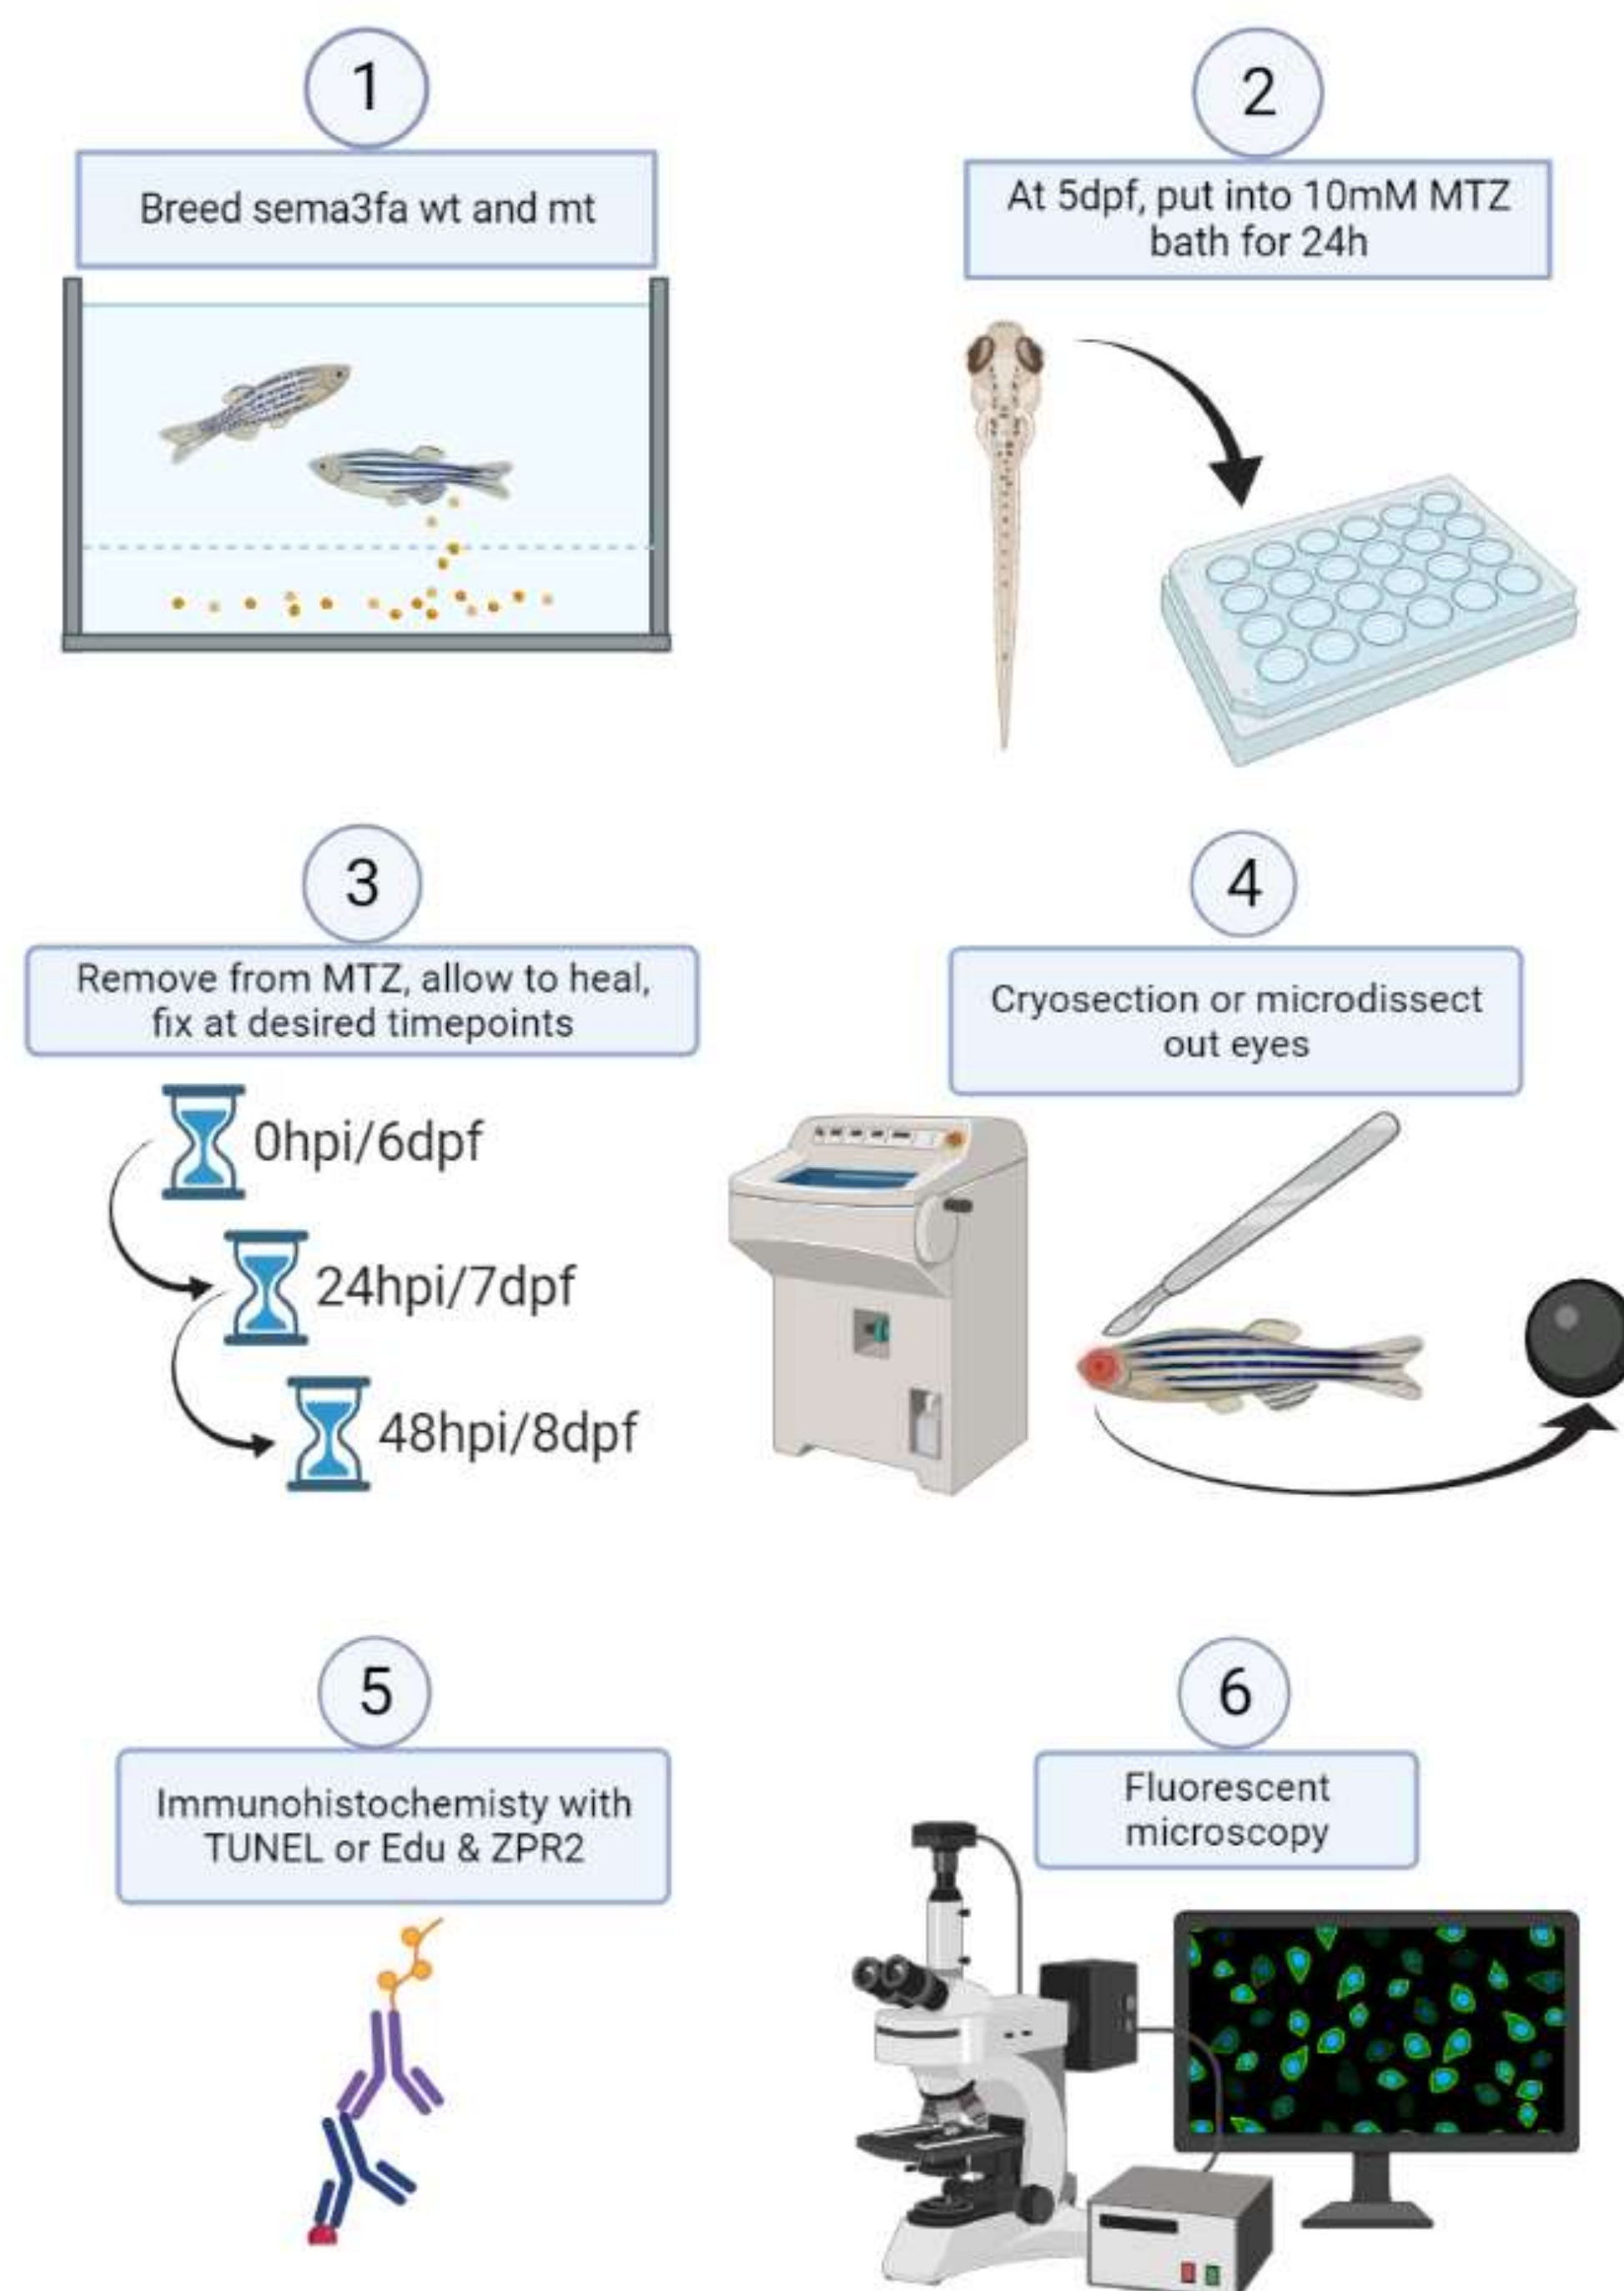 1
Breed sema3fa wt and mt
2
At 5dpf, put into 10mM MTZ
bath for 24h
3
Remove from MTZ, allow to heal,
fix at desired timepoints
0hpi/6dpf
24hpi/7dpf
48hpi/8dpf
4
Cryosection or microdissect
out eyes
5
Immunohistochemisty with
TUNEL or Edu & ZPR2
6
Fluorescent
microscopy